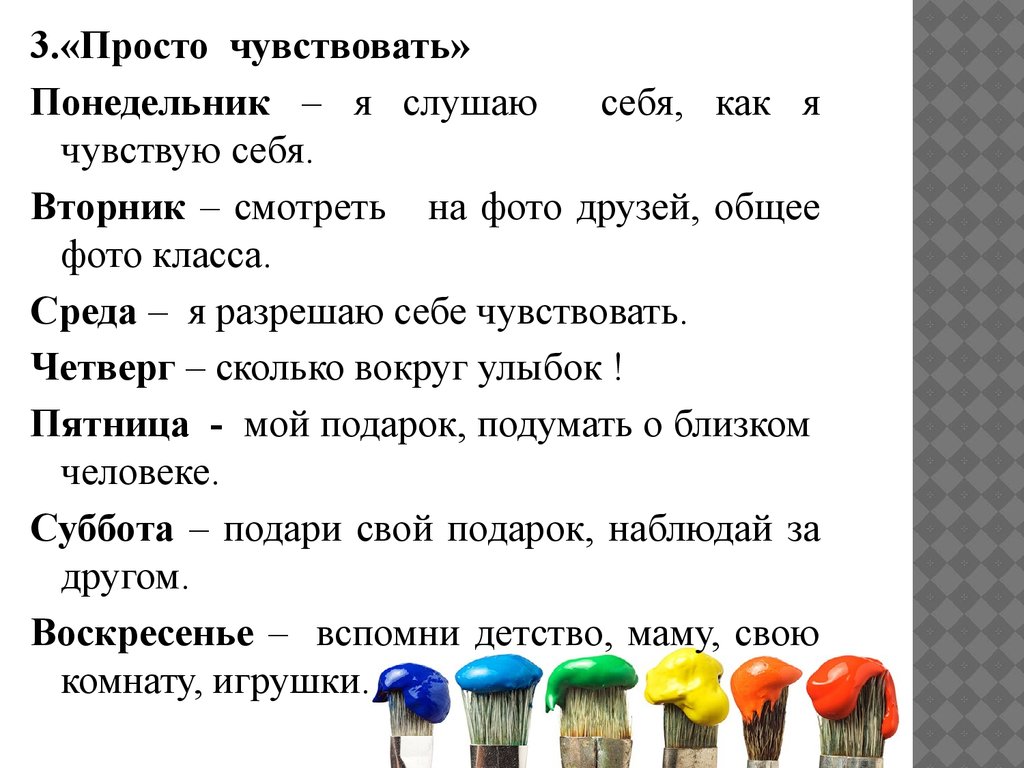 3.«Просто чувствовать»
Понедельник – я слушаю себя, как я
чувствую себя.
Вторник – смотреть на фото друзей, общее
фото класса.
Среда – я разрешаю себе чувствовать.
Четверг – сколько вокруг улыбок !
Пятница - мой подарок, подумать о близком
человеке.
Суббота – подари свой подарок, наблюдай за
другом.
Воскресенье – вспомни детство, маму, свою
комнату, игрушки.